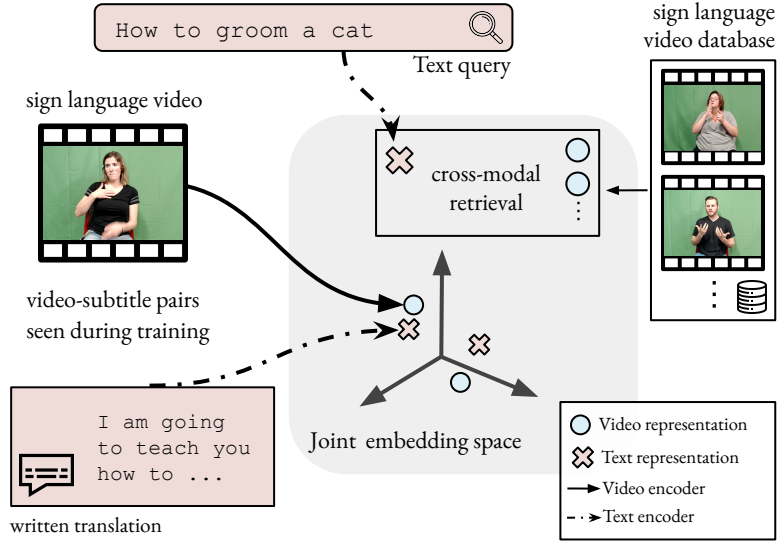 How to groom a cat
Text query
sign language
video database
sign language video
cross-modal
retrieval
video-subtitle pairs
seen during training
I am going
to teach you
how to ...
written translation
Joint embedding space
Video representation
Text representation
Video encoder
Text encoder